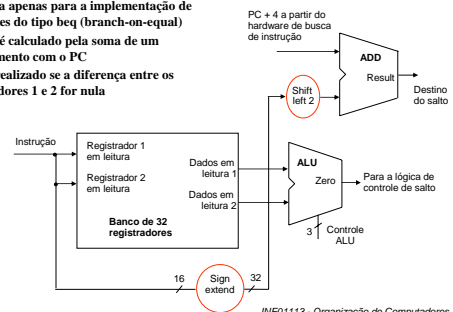 a apenas para a implementação de
es do tipo beq (branch-on-equal)
é calculado pela soma de um
mento com o PC
realizado se a diferença entre os
dores 1 e 2 for nula
PC + 4 a partir do
hardware de busca
de instrução
ADD
Result
Shift
left 2
Destino
do salto
Instrução
Registrador 1
em leitura
Registrador 2
em leitura
Dados em
leitura 1
Dados em
leitura 2
Banco de 32
registradores
ALU
Zero
Para a lógica de
controle de salto
3
Controle
ALU
16
Sign
extend
32
INF01113 - Organização de Computadores